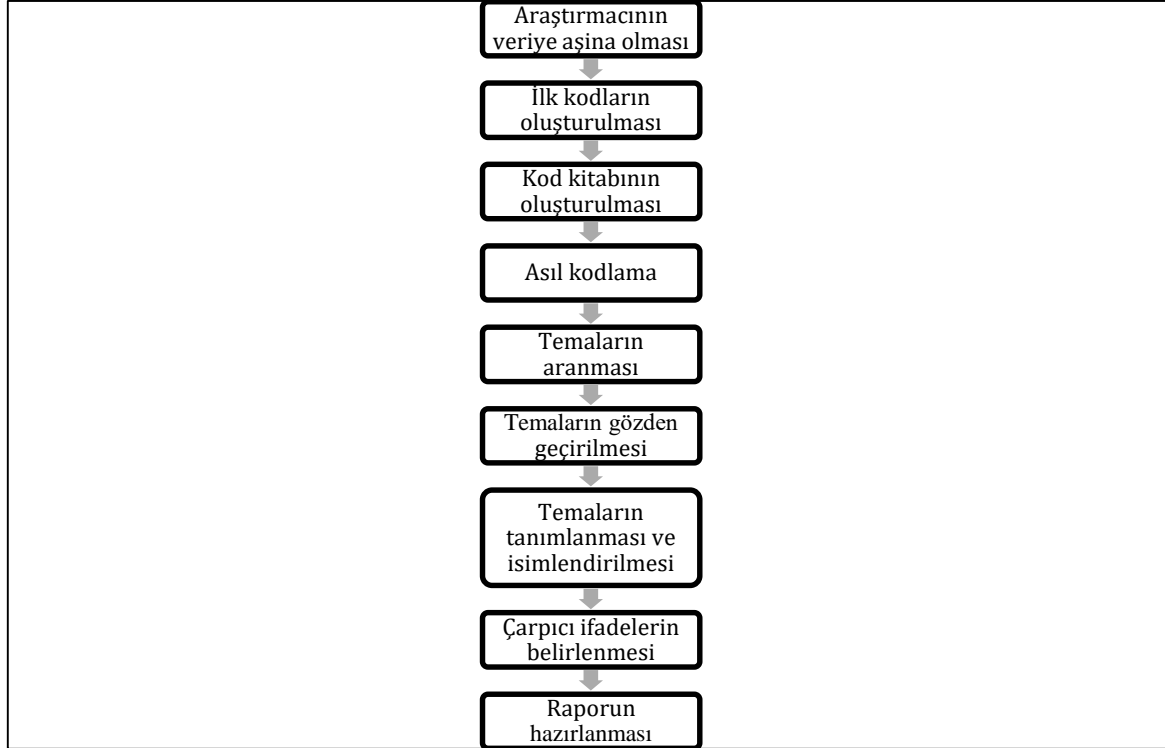 Araştırmacının
veriye aşina olması
İlk kodların
oluşturulması
Kod kitabının
oluşturulması
Asıl kodlama
Temaların
aranması
Temaların gözden
geçirilmesi
Temaların
tanımlanması ve
isimlendirilmesi
Çarpıcı ifadelerin
belirlenmesi
Raporun
hazırlanması